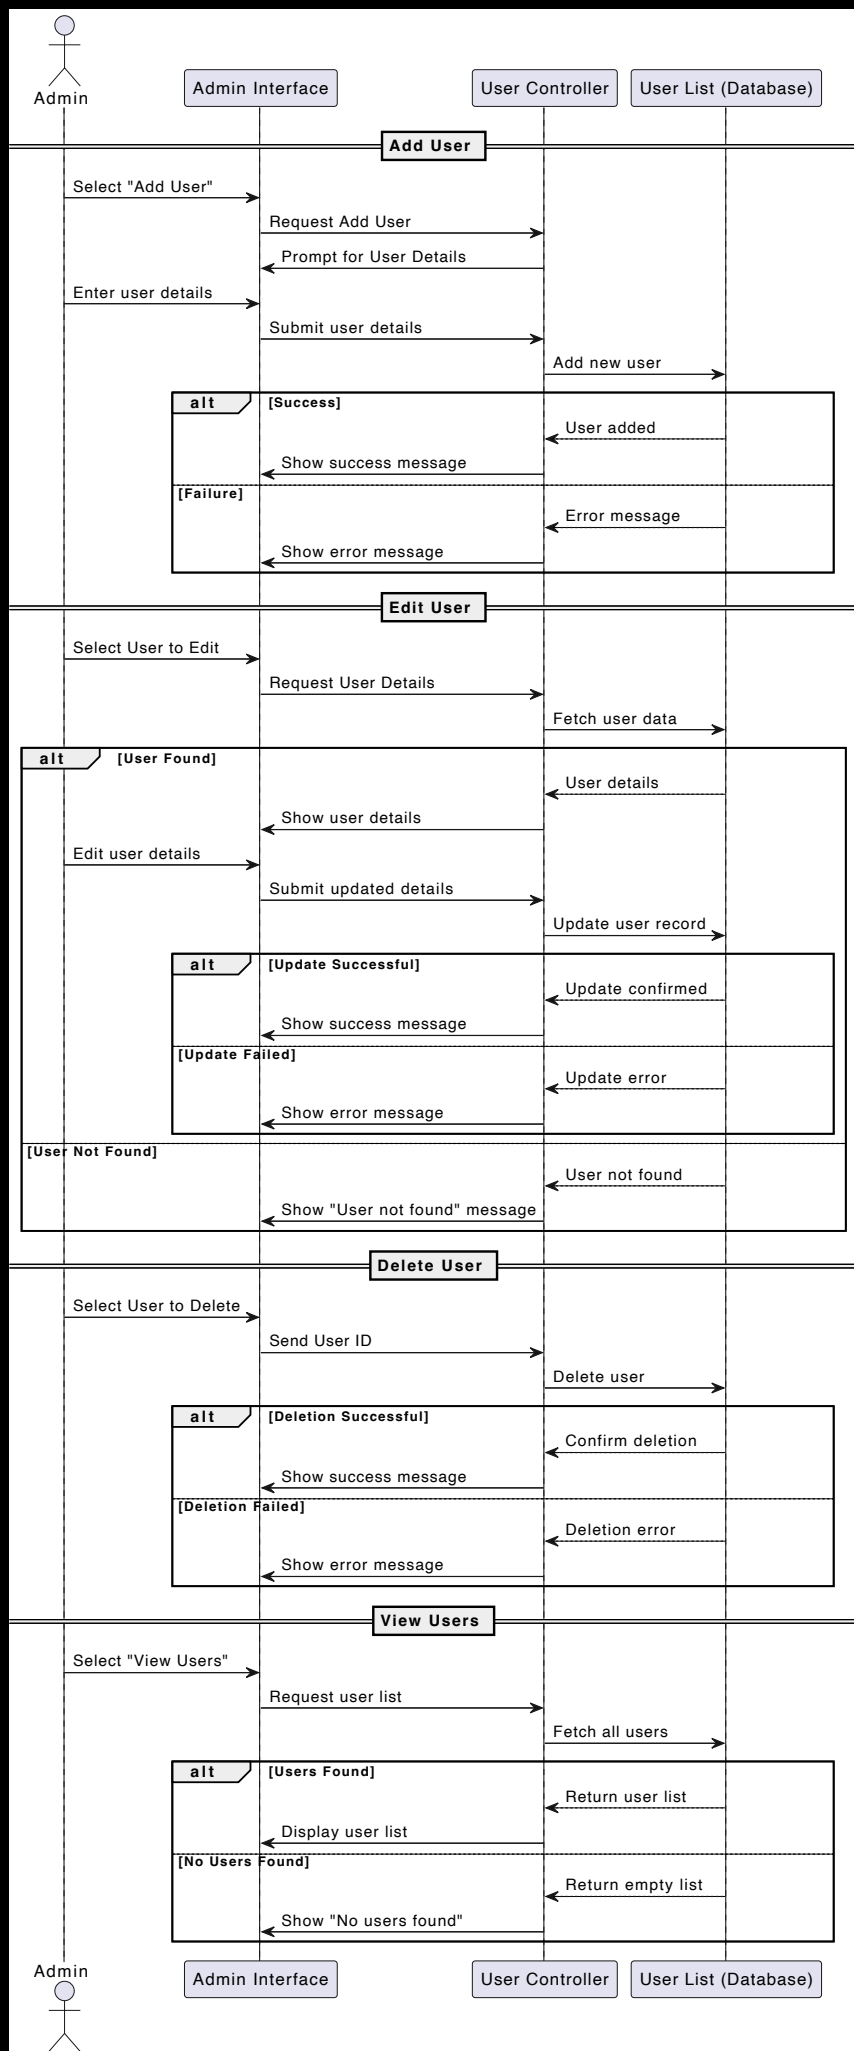 Admin
Admin Interface
User Controller
User List (Database)
Add User
Select "Add User"
Request Add User
Prompt for User Details
Enter user details
Submit user details
Add new user
alt
[Success]
User added
Show success message
[Failure]
Error message
Show error message
Edit User
Select User to Edit
Request User Details
Fetch user data
alt
[User Found]
User details
Show user details
Edit user details
Submit updated details
Update user record
alt
[Update Successful]
Update confirmed
Show success message
[Update Failed]
Update error
Show error message
[User Not Found]
User not found
Show "User not found" message
Delete User
Select User to Delete
Send User ID
Delete user
alt
[Deletion Successful]
Confirm deletion
Show success message
[Deletion Failed]
Deletion error
Show error message
View Users
Select "View Users"
Request user list
Fetch all users
alt
[Users Found]
Return user list
Display user list
[No Users Found]
Return empty list
Show "No users found"
Admin
Admin Interface
User Controller
User List (Database)